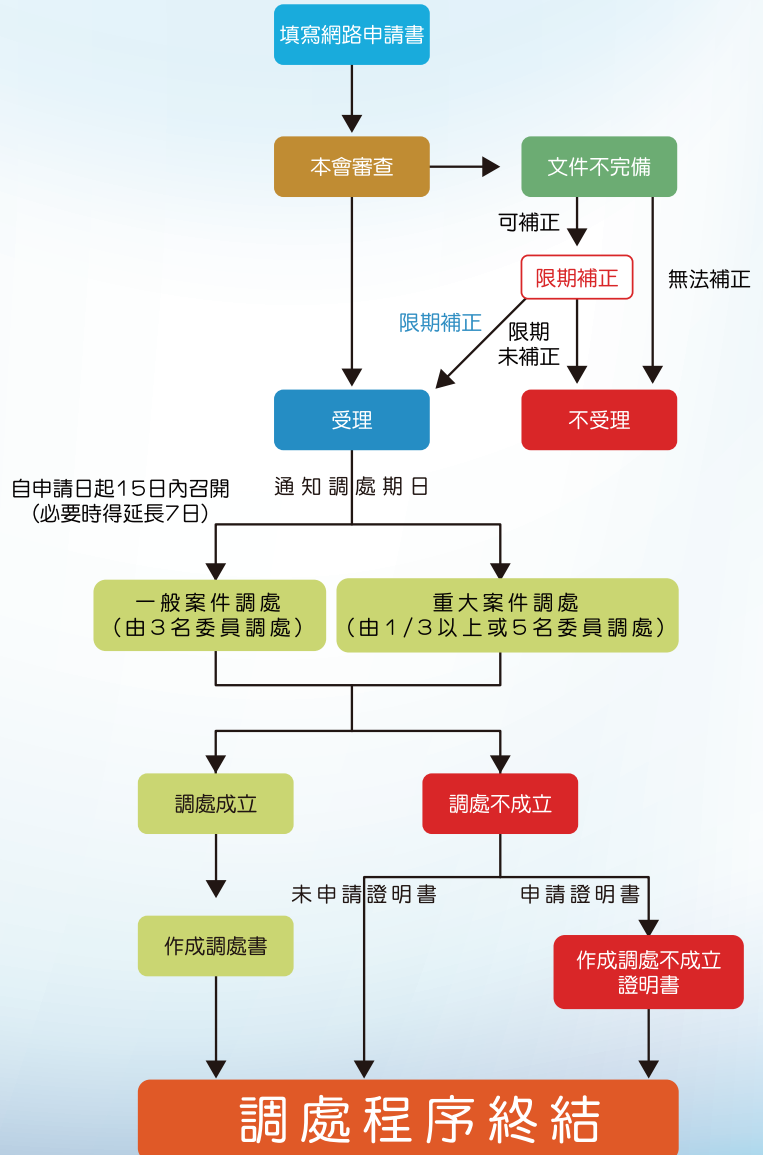 填寫網路申請書
本會審查
文件不完備
可補正
限期補正
無法補正
限期補正
限期
未補正
受理
不受理
自申請日起15日內召開
(必要時得延長7日)
通知調處期日
一般案件調處
(由3名委員調處)
重大案件調處
(由1/3以上或5名委員調處)
調處成立
調處不成立
未申請證明書
申請證明書
作成調處書
作成調處不成立
證明書
調處程序終結